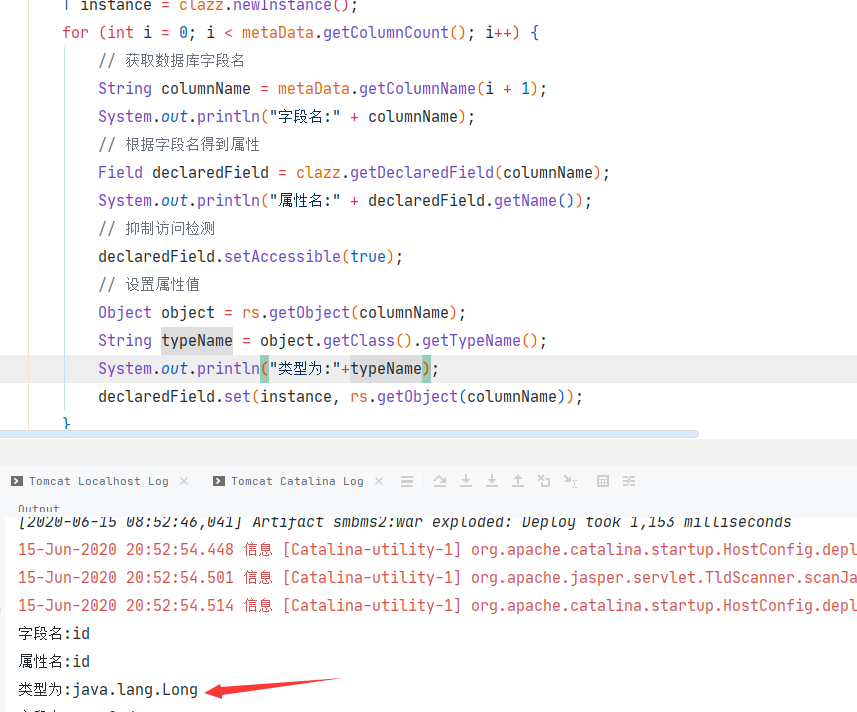 T instance = clazz.newInstance();
for (int i = 0; i < metaData.getColumnCount(); i++) {
// 获取数据库字段名
String columnName = metaData.getColumnName(i + 1);
System.out.println("字段名:" + columnName);
// 根据字段名得到属性
Field declaredField = clazz.getDeclaredField(columnName);
System.out.println("属性名:" + declaredField.getName());
// 抑制访问检测
declaredField.setAccessible(true);
// 设置属性值
Object object = rs.getObject(columnName);
String typeName = object.getClass().getTypeName();
System.out.println("类型为:"+typeName);
declaredField.set(instance, rs.getObject(columnName));
}
Tomcat Localhost Log × Tomcat Catalina Log ×
Output
[2020-06-15 08:52:46,041] Artifact smbms2:war exploded: Deploy took 1,153 milliseconds
15-Jun-2020 20:52:54.448 信息 [Catalina-utility-1] org.apache.catalina.startup.HostConfig.depl
15-Jun-2020 20:52:54.501 信息 [Catalina-utility-1] org.apache.jasper.servlet.TldScanner.scanJa
15-Jun-2020 20:52:54.514 信息 [Catalina-utility-1] org.apache.catalina.startup.HostConfig.depl
字段名:id
属性名:id
类型为:java.lang.Long